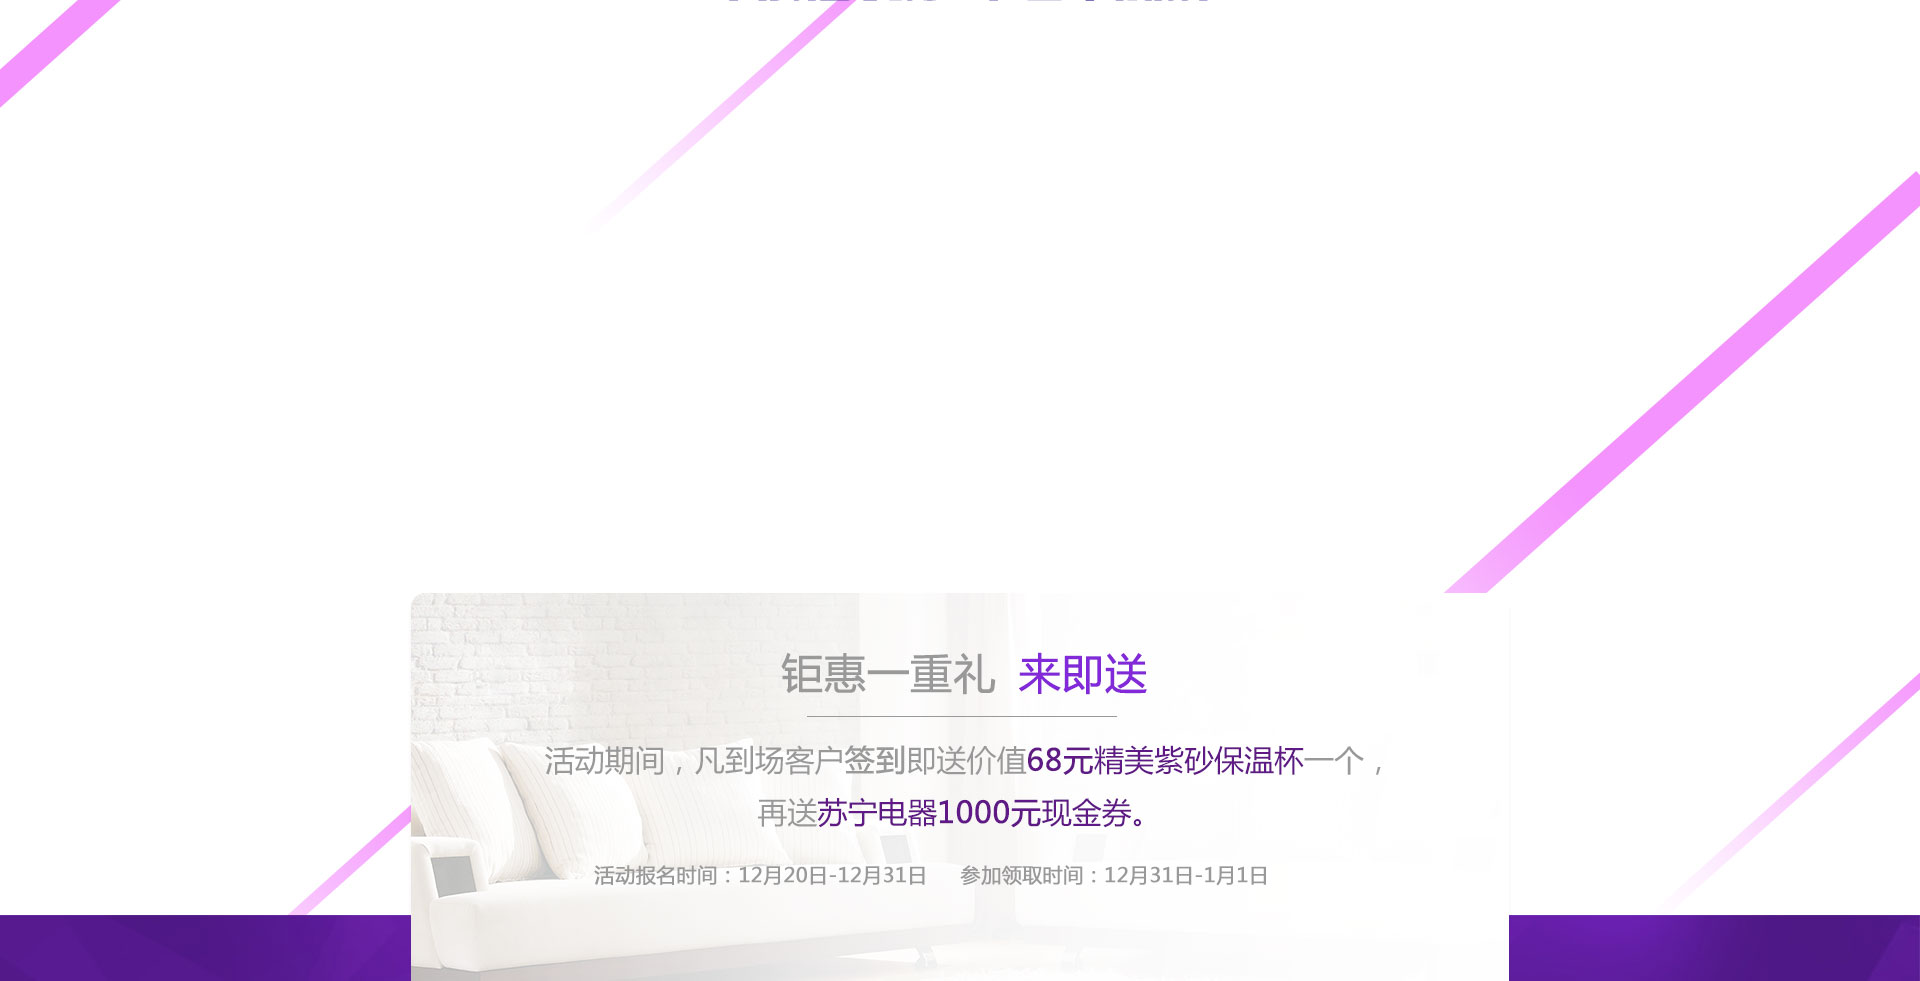 钜惠一重礼 来即送
活动期间，凡到场客户签到即送价值68元精美紫砂保温杯一个，
再送苏宁电器1000元现金券。
活动报名时间：12月20日-12月31日 参加领取时间：12月31日-1月1日